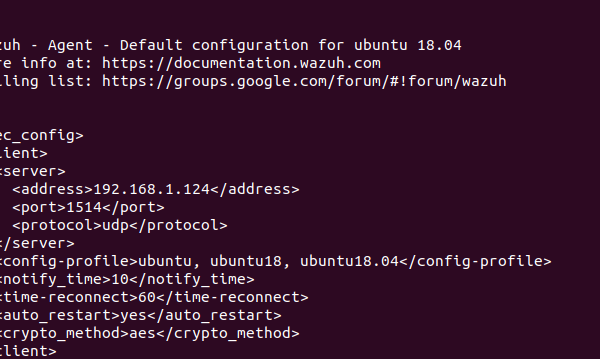 zuh - Agent - Default configuration for ubuntu 18.04
re info at: https://documentation.wazuh.com
iling list: https://groups.google.com/forum/#!forum/wazuh
ec_config>
lient>
<server>
<address>192.168.1.124</address>
<port>1514</port>
<protocol>udp</protocol>
</server>
<config-profile>ubuntu, ubuntu18, ubuntu18.04</config-profile>
<notify_time>10</notify_time>
<time-reconnect>60</time-reconnect>
<auto_restart>yes</auto_restart>
<crypto_method>aes</crypto_method>
client>